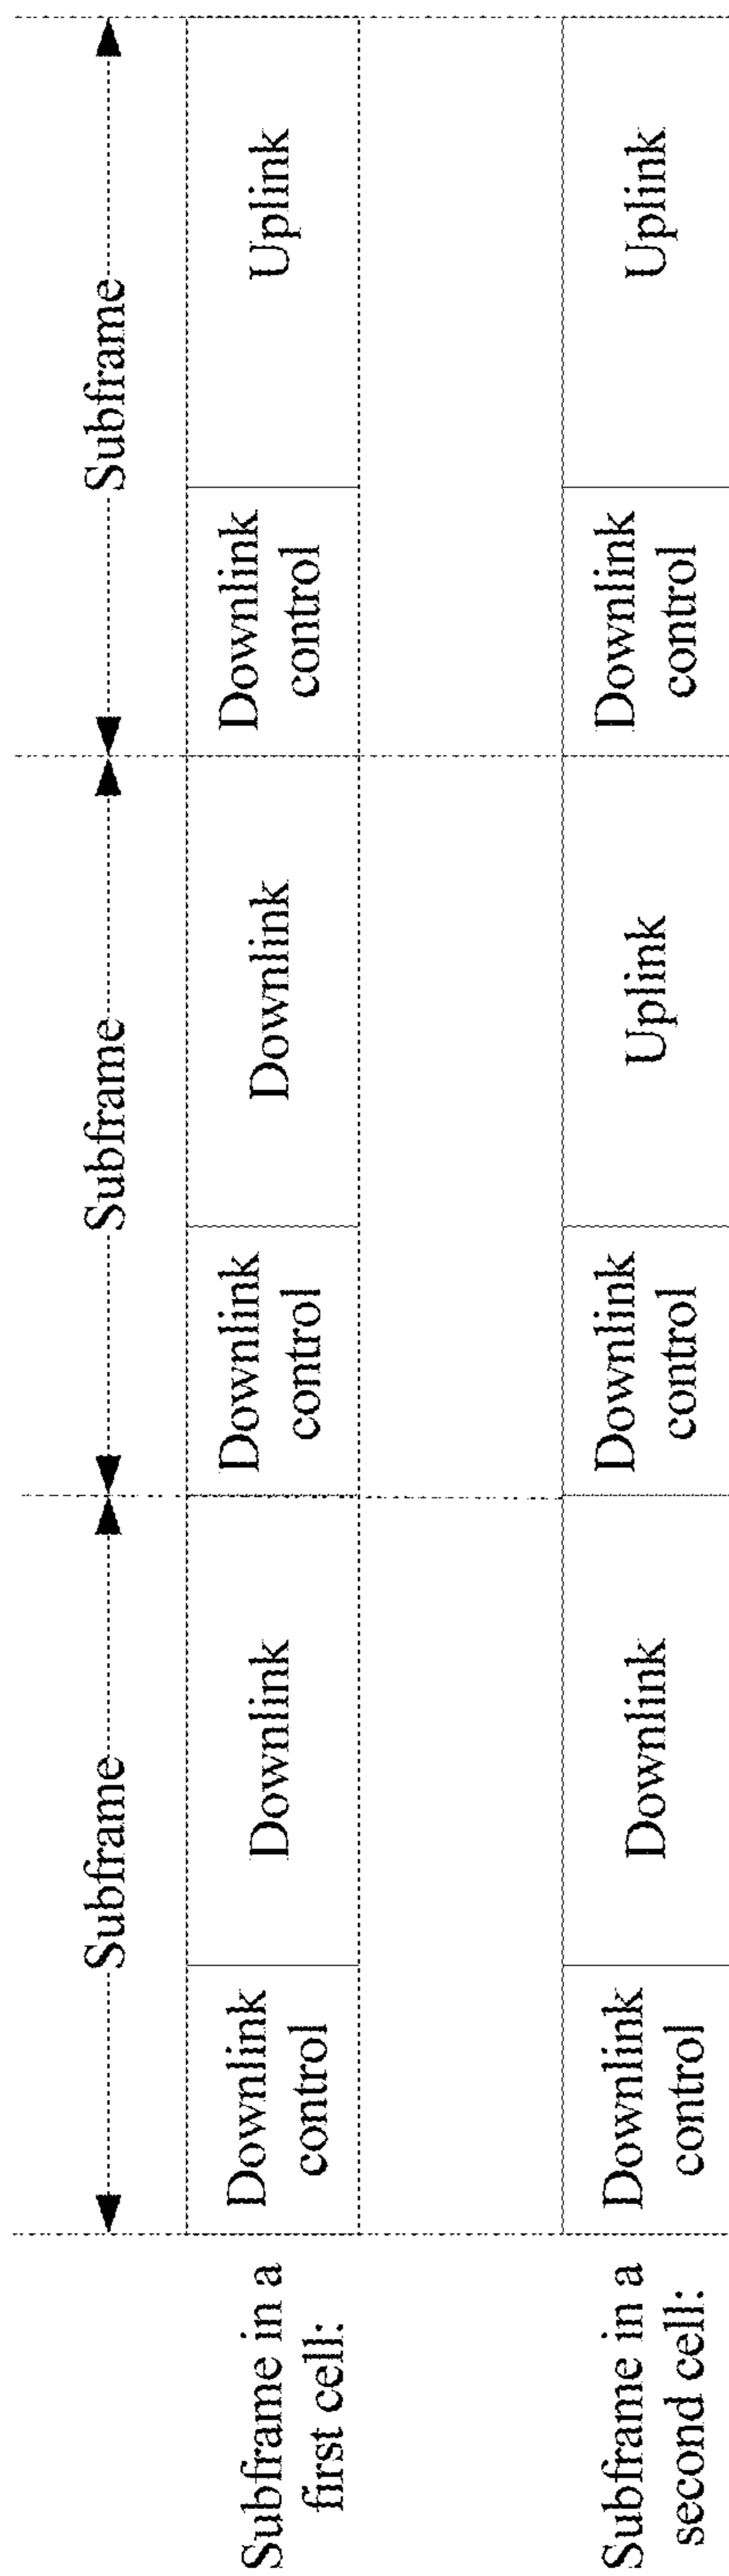 Subframe
Subframe
Subframe
Subframe in a
first cell:
Downlink
control
Downlink
Downlink
control
Downlink
Downlink
control
Uplink
Subframe in a
second cell:
Downlink
control
Downlink
Downlink
control
Uplink
Downlink
control
Uplink